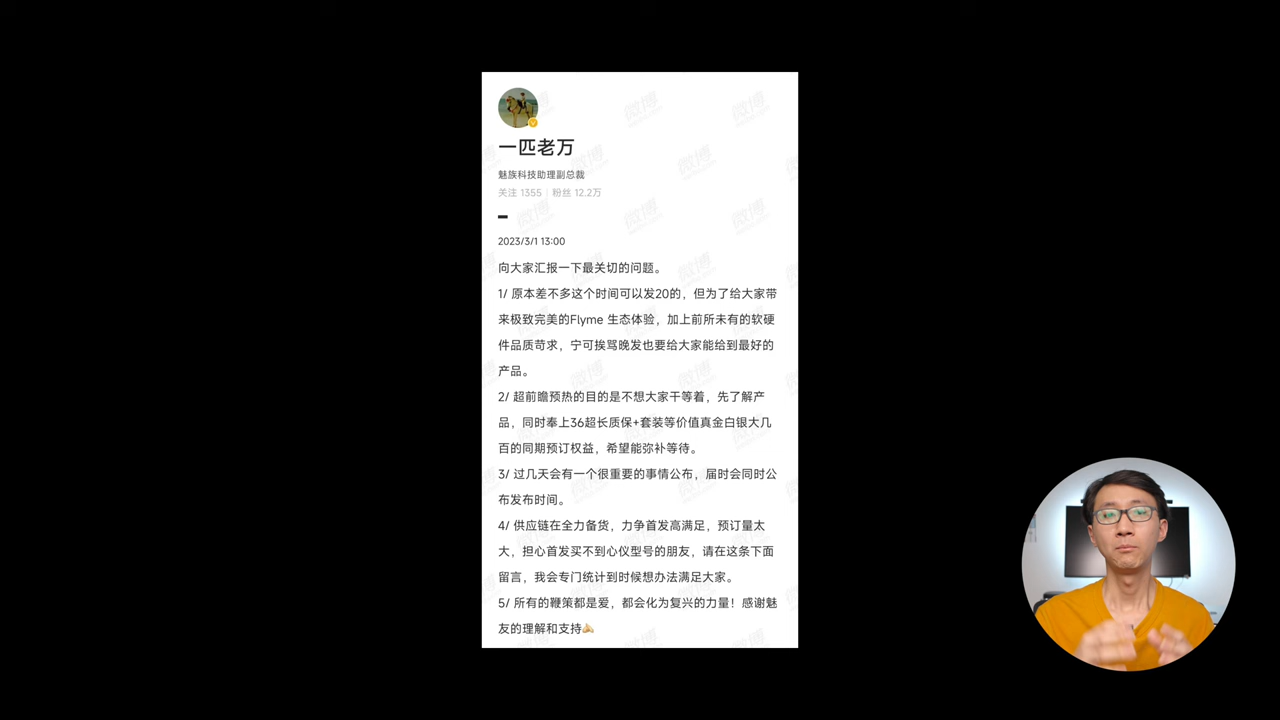 一匹老万
魅族科技助理副总裁
关注 1355 | 粉丝 12.2万
2023/3/1 13:00
向大家汇报一下最关切的问题。
1/ 原本差不多这个时间可以发20的，但为了给大家带
来极致完美的Flyme 生态体验，加上前所未有的软硬
件品质苛求，宁可挨骂晚发也要给大家能给到最好的
产品。
2/ 超前瞻预热的目的是不想大家干等着，先了解产
品，同时奉上36超长质保+套装等价值真金白银大几
百的同期预订权益，希望能弥补等待。
3/ 过几天会有一个很重要的事情公布，届时会同时公
布发布时间。
4/ 供应链在全力备货，力争首发高满足，预订量太
大，担心首发买不到心仪型号的朋友，请在这条下面
留言，我会专门统计到时候想办法满足大家。
5/ 所有的鞭策都是爱，都会化为复兴的力量！感谢魅
友的理解和支持🙏